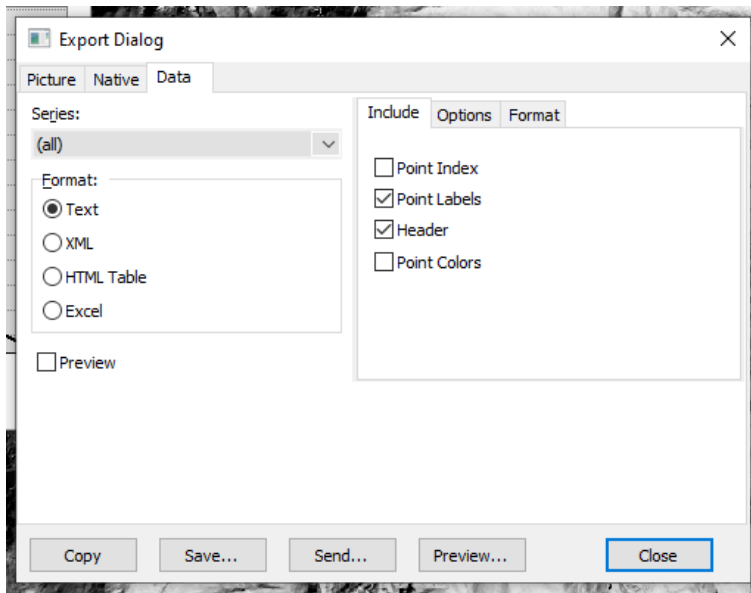 Export Dialog
Picture Native Data
Series:
(all)
Format:
Text
XML
HTML Table
Excel
Preview
Include Options Format
Point Index
Point Labels
Header
Point Colors
Copy Save... Send... Preview... Close